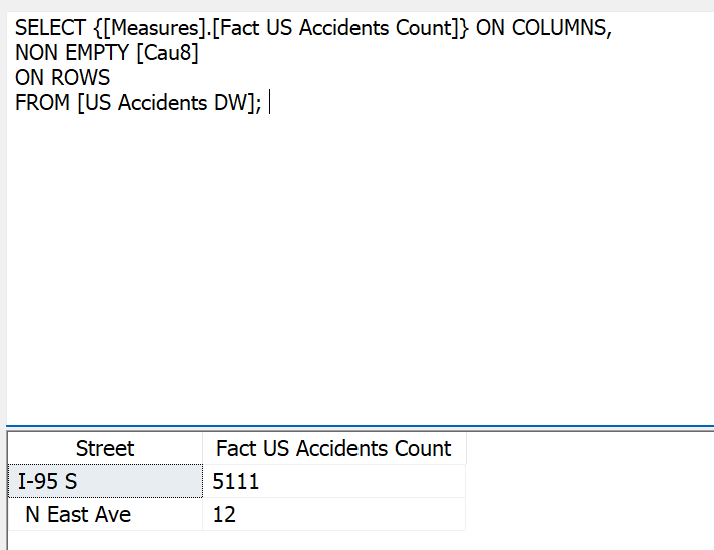 SELECT {[Measures].[Fact US Accidents Count]} ON COLUMNS,
NON EMPTY [Cau8]
ON ROWS
FROM [US Accidents DW];
Street Fact US Accidents Count
I-95 S 5111
N East Ave 12